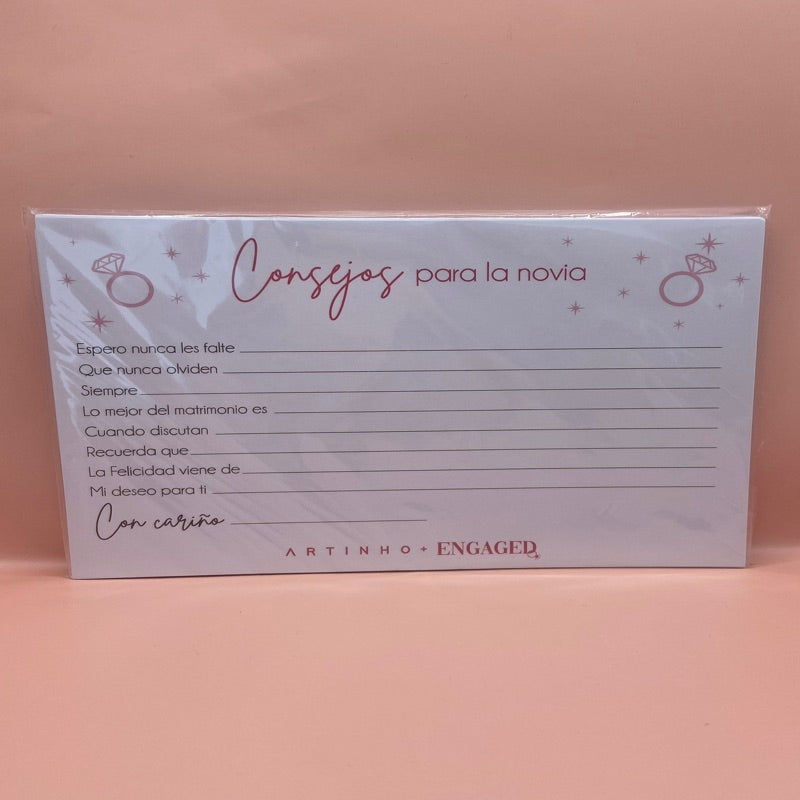 Consejos para la novia
Espero nunca les falte
Que nunca olviden
Siempre
Lo mejor del matrimonio es
Cuando discutan
Recuerda que
La Felicidad viene de
Mi deseo para ti
Con cariño
ARTINHO + ENGAGED